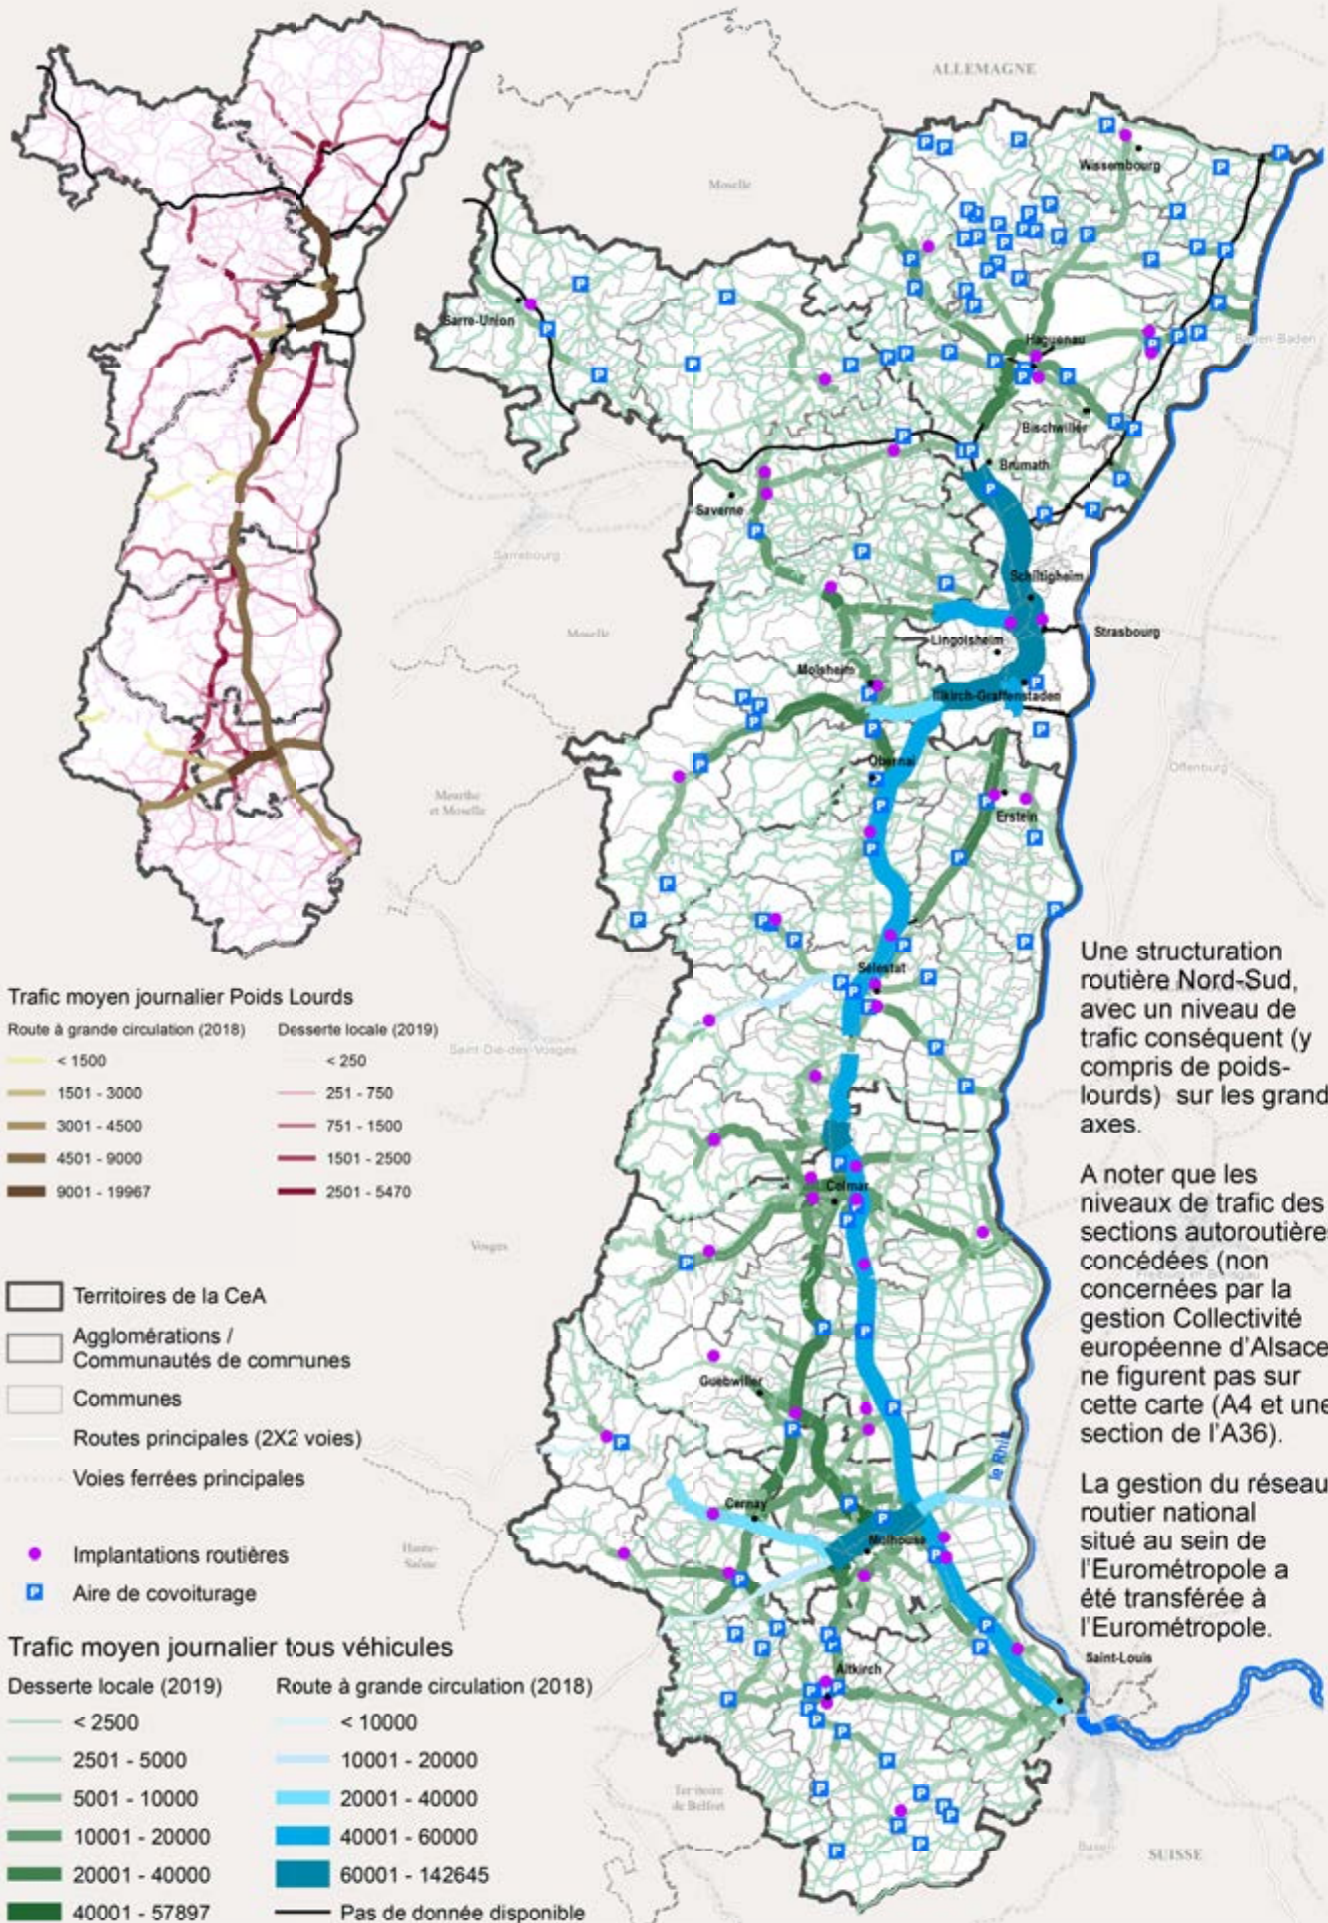 ALLEMAGNE
Wissembourg
Moselle
Sarre-Union
Haguenau
Baden-Baden
Bischwiller
Brumath
Saverne
Sarrebourg
Schiltigheim
Moselle
Strasbourg
Lingolsheim
Molsheim
Illkirch-Graffenstaden
Obernai
Offenburg
Meurthe
et Moselle
Erstein
Sélestat
Saint-Dié-des-Vosges
Colmar
Vosges
Guebwiller
le Rhin
Cernay
Mulhouse
Haute-
Saône
Altkirch
Saint-Louis
Territoire
de Belfort
SUISSE
Une structuration
routière Nord-Sud,
avec un niveau de
trafic conséquent (y
compris de poids-
lourds) sur les grand
axes.
A noter que les
niveaux de trafic des
sections autoroutière
concédées (non
concernées par la
gestion Collectivité
européenne d'Alsace
ne figurent pas sur
cette carte (A4 et une
section de l'A36).
La gestion du réseau
routier national
situé au sein de
l'Eurométropole a
été transférée à
l'Eurométropole.
Trafic moyen journalier Poids Lourds
Route à grande circulation (2018)
< 1500
1501 - 3000
3001 - 4500
4501 - 9000
9001 - 19967
Desserte locale (2019)
< 250
251 - 750
751 - 1500
1501 - 2500
2501 - 5470
Territoires de la CeA
Agglomérations /
Communautés de communes
Communes
Routes principales (2X2 voies)
Voies ferrées principales
Implantations routières
P Aire de covoiturage
Trafic moyen journalier tous véhicules
Desserte locale (2019)
< 2500
2501 - 5000
5001 - 10000
10001 - 20000
20001 - 40000
40001 - 57897
Route à grande circulation (2018)
< 10000
10001 - 20000
20001 - 40000
40001 - 60000
60001 - 142645
Pas de donnée disponible